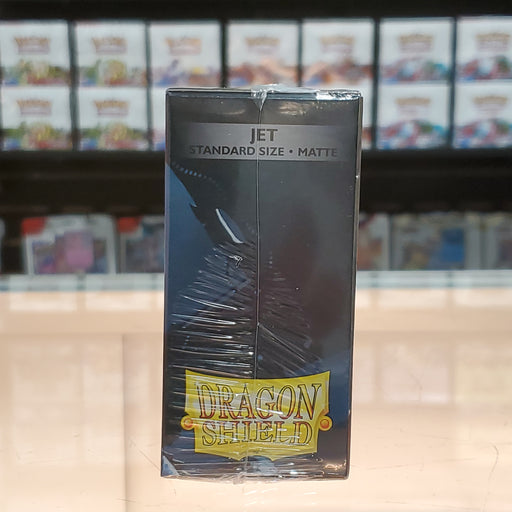 JET
STANDARD SIZE • MATTE
DRAGON
SHIELD